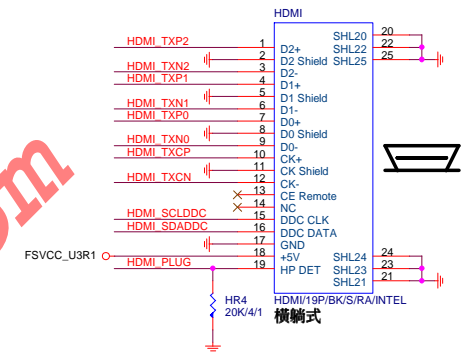 HDMI
HDMI_TXP2 1 D2+ SHL20 20
2 D2 Shield SHL22 22
HDMI_TXN2 3 D2- SHL25 25
HDMI_TXP1 4 D1+
5 D1 Shield
HDMI_TXN1 6 D1-
HDMI_TXP0 7 D0+
8 D0 Shield
HDMI_TXN0 9 D0-
HDMI_TXCP 10 CK+
11 CK Shield
HDMI_TXCN 12 CK-
13 CE Remote
14 NC
HDMI_SCLDDC 15 DDC CLK
HDMI_SDADDC 16 DDC DATA
17 GND
FSVCC_U3R1 18 +5V SHL24 24
HDMI_PLUG 19 HP DET SHL23 23
SHL21 21
HR4 HDMI/19P/BK/S/RA/INTEL
20K/4/1 橫躺式
om